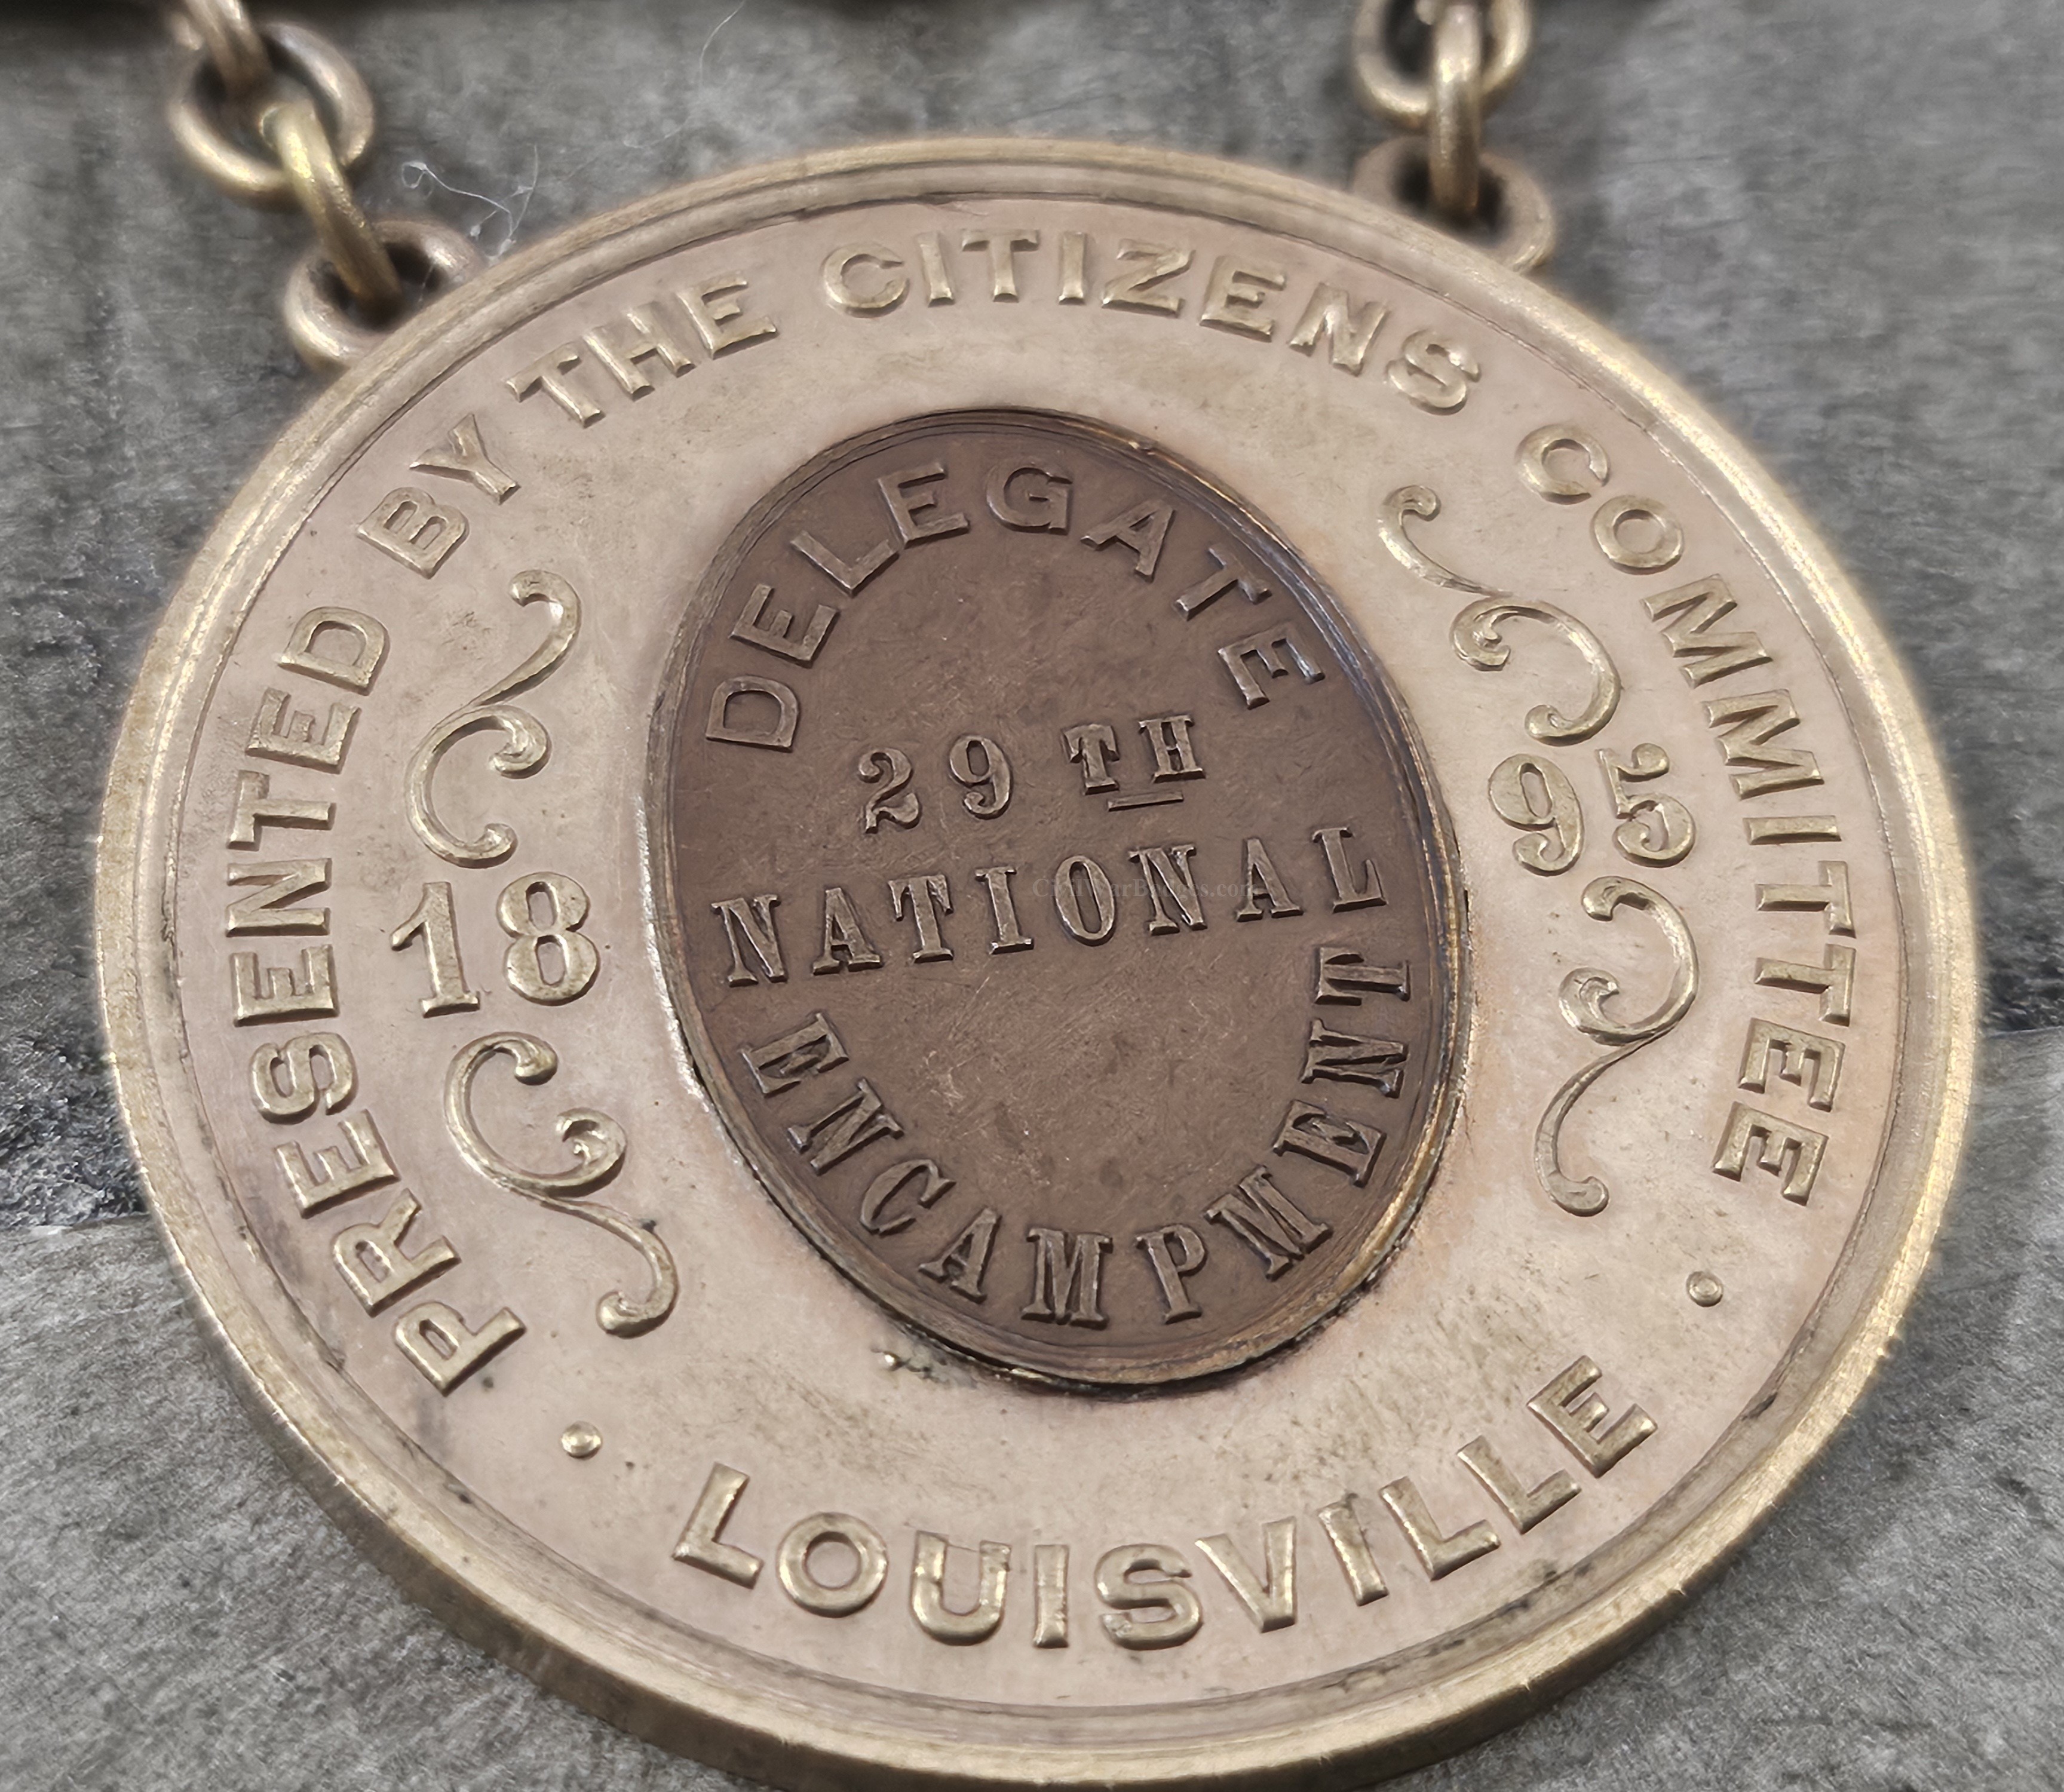 PRESENTED BY THE CITIZENS COMMITTEE
18 95
DELEGATE
29TH
NATIONAL
ENCAMPMENT
· LOUISVILLE ·